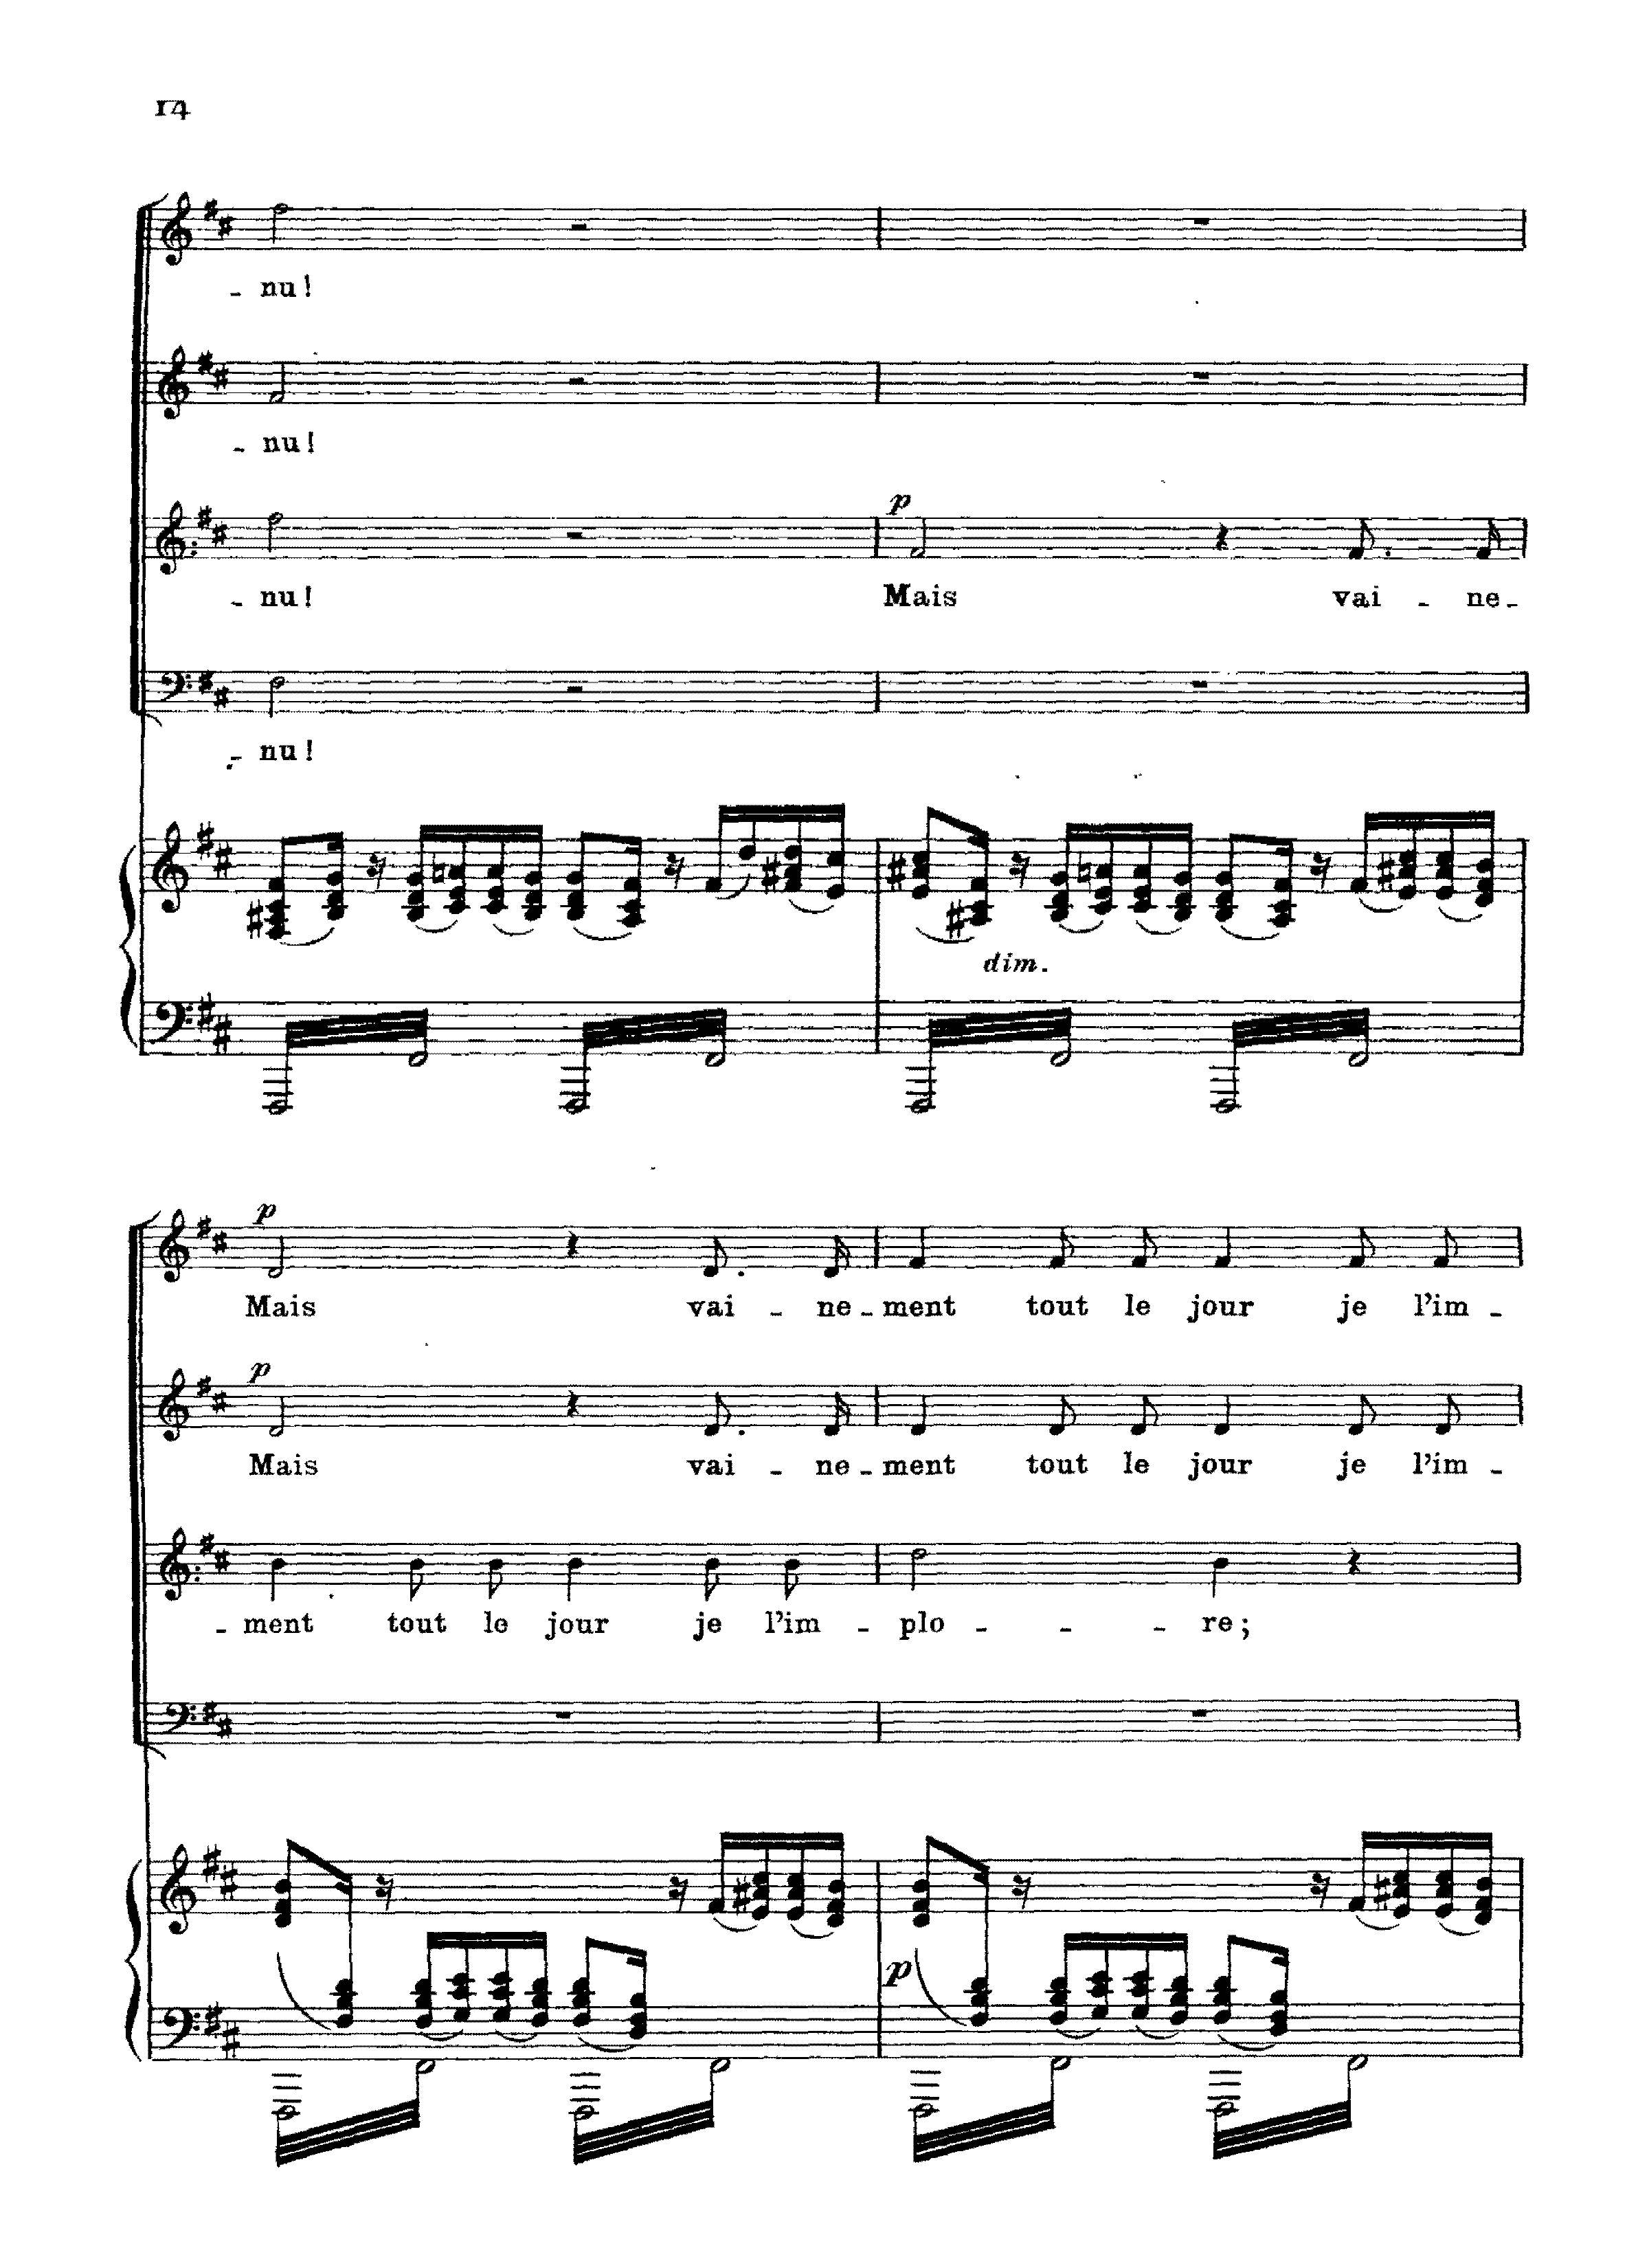 14
- nu!
- nu!
p
- nu! Mais vai - ne -
- nu!
dim.
p
Mais vai - ne - ment tout le jour je l'im -
p
Mais vai - ne - ment tout le jour je l'im -
- ment tout le jour je l'im - plo - - - re;
p